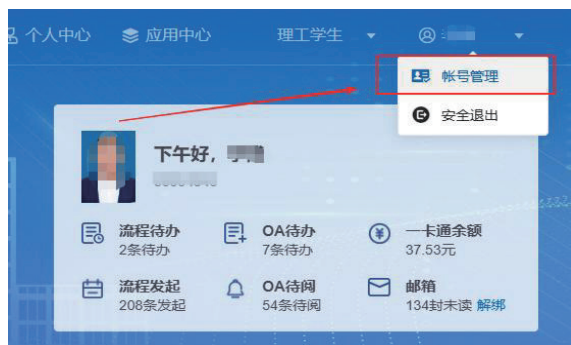 个人中心 应用中心 理工学生
帐号管理
安全退出
下午好,
流程待办 OA待办 一卡通余额
2条待办 7条待办 37.53元
流程发起 OA待阅 邮箱
208条发起 54条待阅 134封未读 解绑